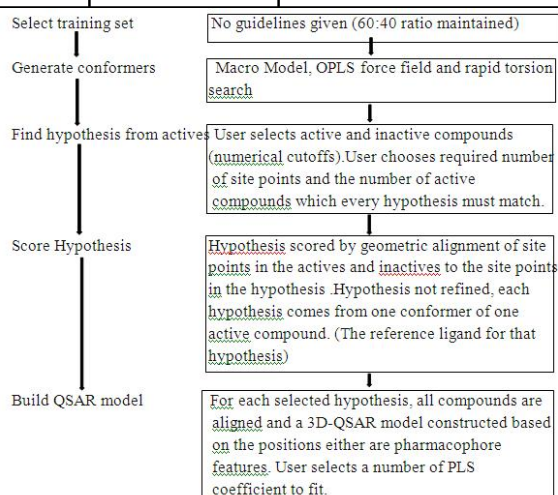 Select training set
No guidelines given (60:40 ratio maintained)
Generate conformers
Macro Model, OPLS force field and rapid torsion
search
Find hypothesis from actives
User selects active and inactive compounds
(numerical cutoffs).User chooses required number
of site points and the number of active
compounds which every hypothesis must match.
Score Hypothesis
Hypothesis scored by geometric alignment of site
points in the actives and inactives to the site points
in the hypothesis .Hypothesis not refined, each
hypothesis comes from one conformer of one
active compound. (The reference ligand for that
hypothesis)
Build QSAR model
For each selected hypothesis, all compounds are
aligned and a 3D-QSAR model constructed based
on the positions either are pharmacophore
features. User selects a number of PLS
coefficient to fit.